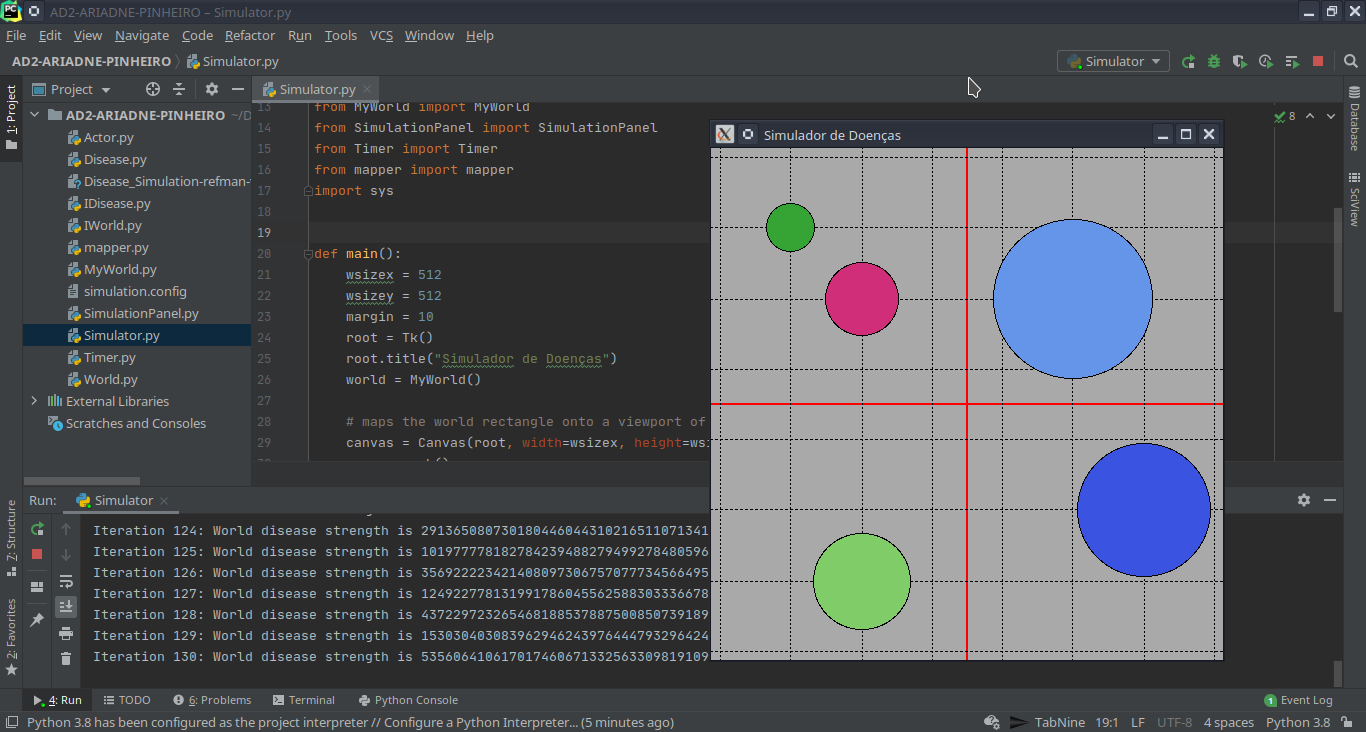 AD2-ARIADNE-PINHEIRO – Simulator.py
File Edit View Navigate Code Refactor Run Tools VCS Window Help
AD2-ARIADNE-PINHEIRO Simulator.py
Simulator
1: Project
Project
AD2-ARIADNE-PINHEIRO ~/D
Actor.py
Disease.py
Disease_Simulation-refman-
IDisease.py
IWorld.py
mapper.py
MyWorld.py
simulation.config
SimulationPanel.py
Simulator.py
Timer.py
World.py
External Libraries
Scratches and Consoles
Simulator.py
8
13 from MyWorld import MyWorld
14 from SimulationPanel import SimulationPanel
15 from Timer import Timer
16 from mapper import mapper
17 import sys
18
19
20 def main():
21 wsizex = 512
22 wsizey = 512
23 margin = 10
24 root = Tk()
25 root.title("Simulador de Doenças")
26 world = MyWorld()
27
28 # maps the world rectangle onto a viewport of
29 canvas = Canvas(root, width=wsizex, height=wsi
Simulador de Doenças
Database
SciView
Run: Simulator
7: Structure
2: Favorites
Iteration 124: World disease strength is 291365080730180446044310216511071341
Iteration 125: World disease strength is 101977778182784239488279499278480596
Iteration 126: World disease strength is 356922223421408097306757077734566495
Iteration 127: World disease strength is 124922778131991786045562588303336678
Iteration 128: World disease strength is 437229723265468188537887500850739189
Iteration 129: World disease strength is 153030403083962946243976444793296424
Iteration 130: World disease strength is 535606410617017460671332563309819109
4: Run TODO 6: Problems Terminal Python Console 1 Event Log
Python 3.8 has been configured as the project interpreter // Configure a Python Interpreter... (5 minutes ago) TabNine 19:1 LF UTF-8 4 spaces Python 3.8